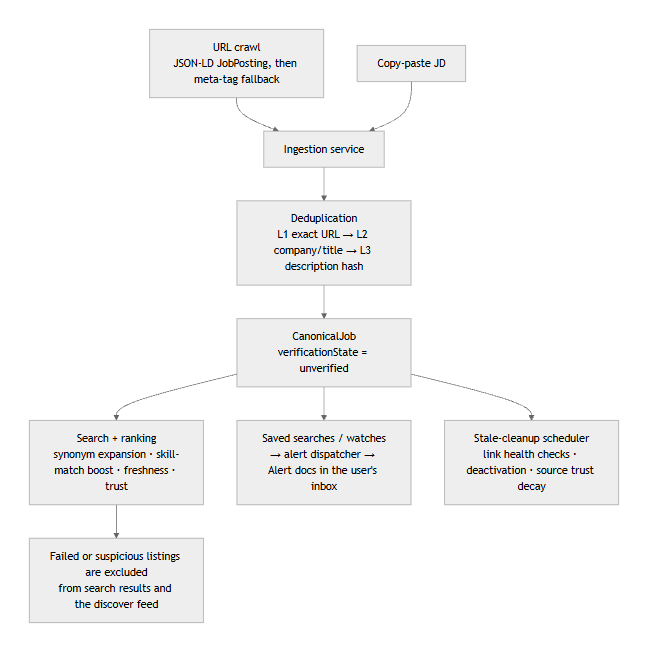 URL crawl
JSON-LD JobPosting, then
meta-tag fallback
Copy-paste JD
Ingestion service
Deduplication
L1 exact URL → L2
company/title → L3
description hash
CanonicalJob
verificationState =
unverified
Search + ranking
synonym expansion · skill-
match boost · freshness ·
trust
Saved searches / watches
→ alert dispatcher →
Alert docs in the user's
inbox
Stale-cleanup scheduler
link health checks ·
deactivation · source trust
decay
Failed or suspicious listings
are excluded
from search results and
the discover feed